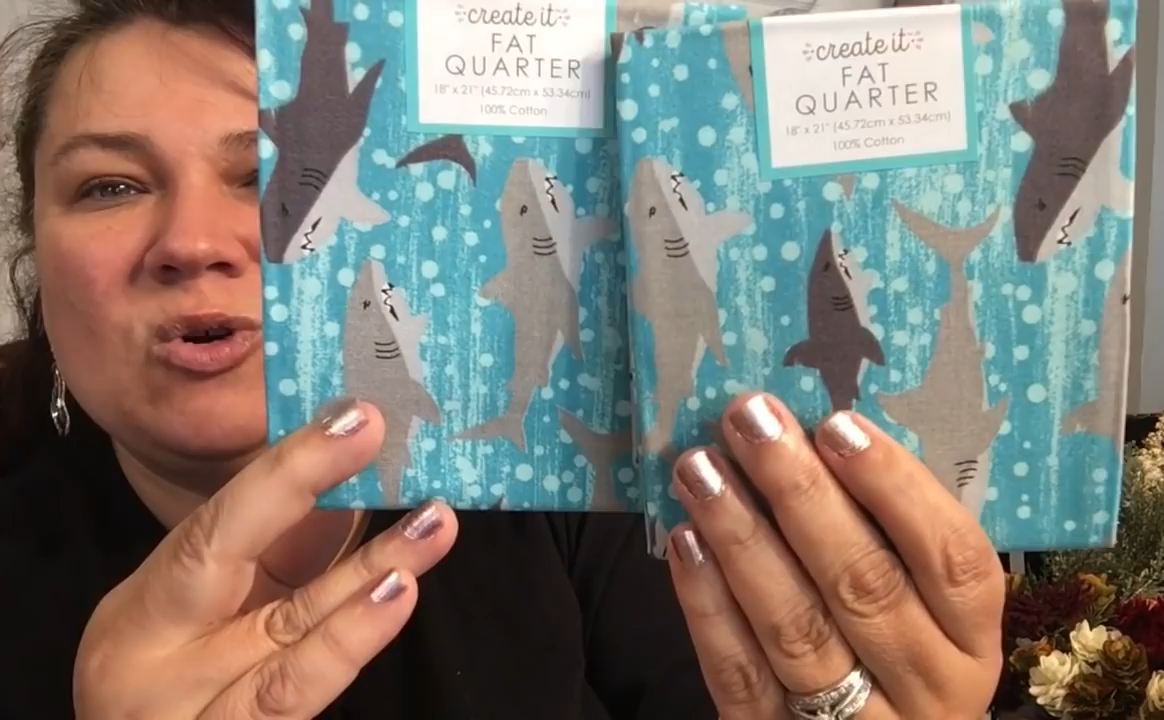 create it
FAT
QUARTER
18" x 21" (45.72cm x 53.34cm)
100% Cotton
create it
FAT
QUARTER
18" x 21" (45.72cm x 53.34cm)
100% Cotton